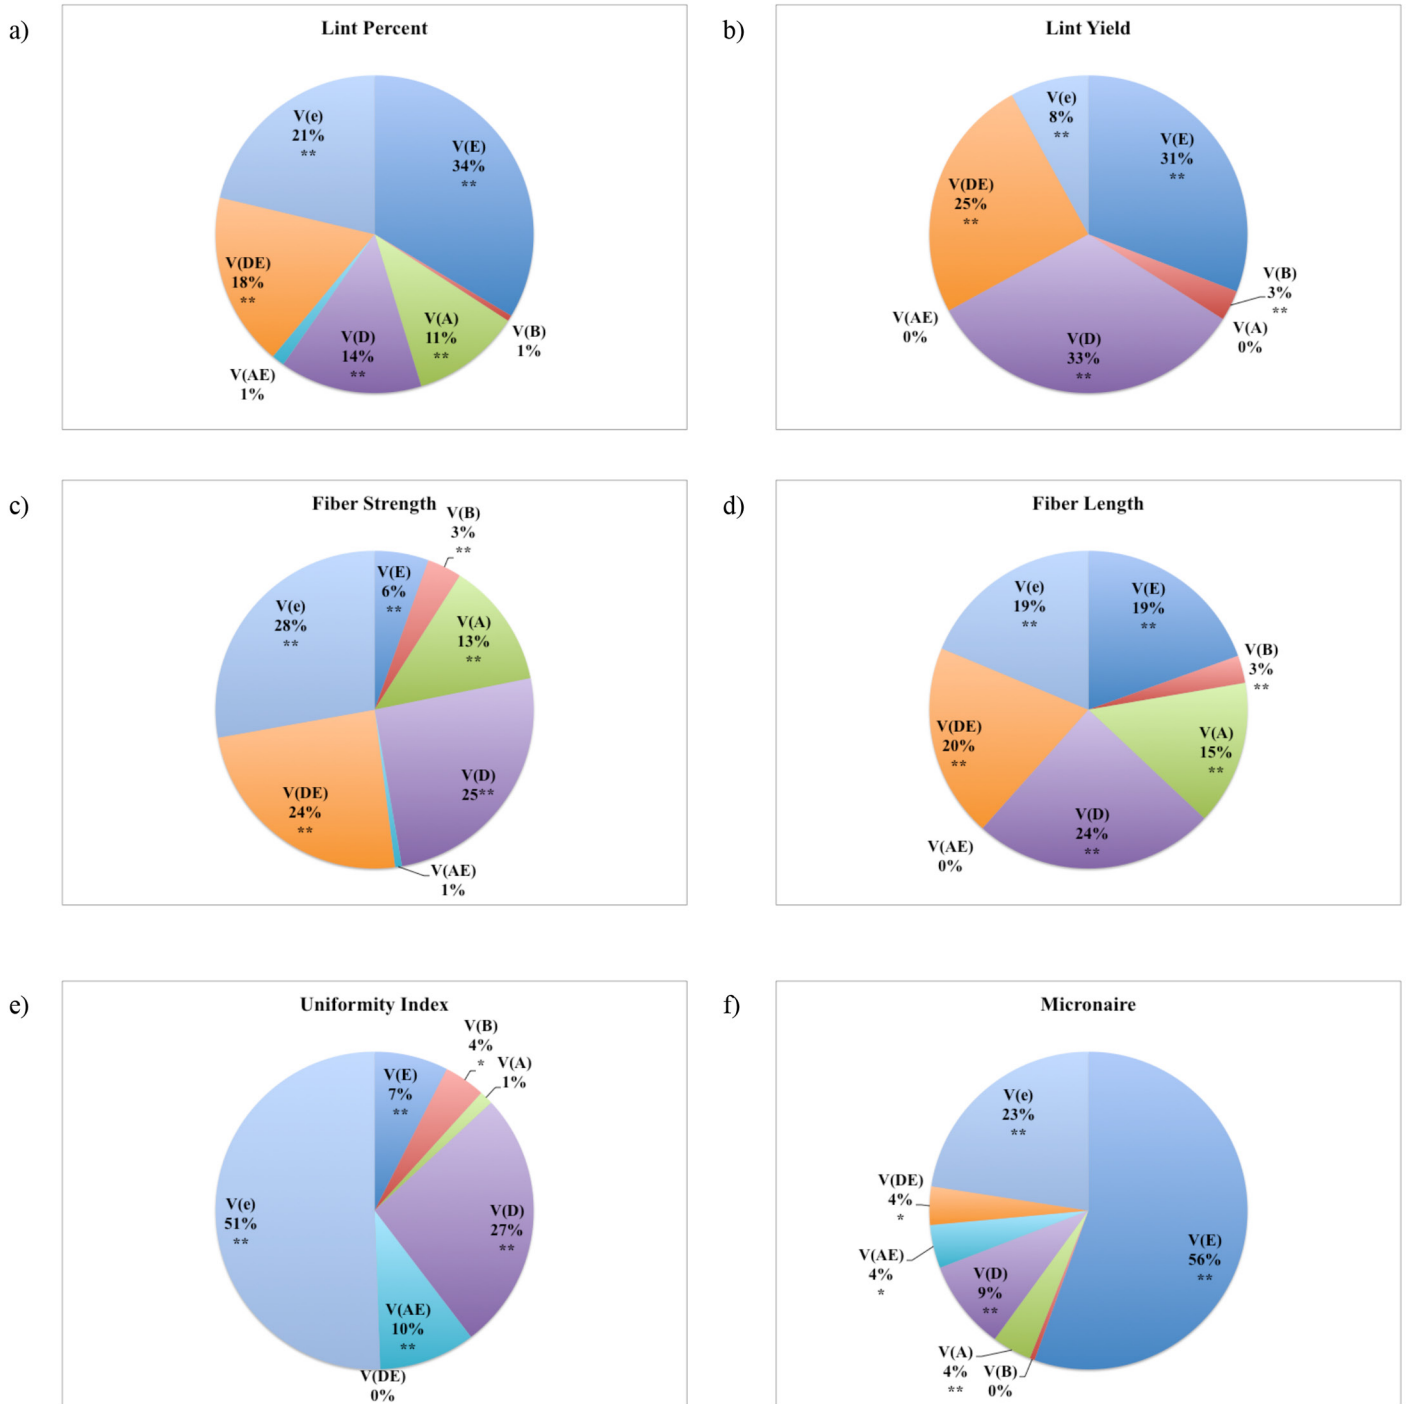 a)
Lint Percent
V(E)
34%
**
V(B)
1%
V(A)
11%
**
V(D)
14%
**
V(AE)
1%
V(DE)
18%
**
V(e)
21%
**
b)
Lint Yield
V(E)
31%
**
V(B)
3%
**
V(A)
0%
V(D)
33%
**
V(AE)
0%
V(DE)
25%
**
V(e)
8%
**
c)
Fiber Strength
V(E)
6%
**
V(B)
3%
**
V(A)
13%
**
V(D)
25**
V(AE)
1%
V(DE)
24%
**
V(e)
28%
**
d)
Fiber Length
V(E)
19%
**
V(B)
3%
**
V(A)
15%
**
V(D)
24%
**
V(AE)
0%
V(DE)
20%
**
V(e)
19%
**
e)
Uniformity Index
V(E)
7%
**
V(B)
4%
*
V(A)
1%
V(D)
27%
**
V(AE)
10%
**
V(DE)
0%
V(e)
51%
**
f)
Micronaire
V(E)
56%
**
V(B)
0%
V(A)
4%
**
V(D)
9%
**
V(AE)
4%
*
V(DE)
4%
*
V(e)
23%
**